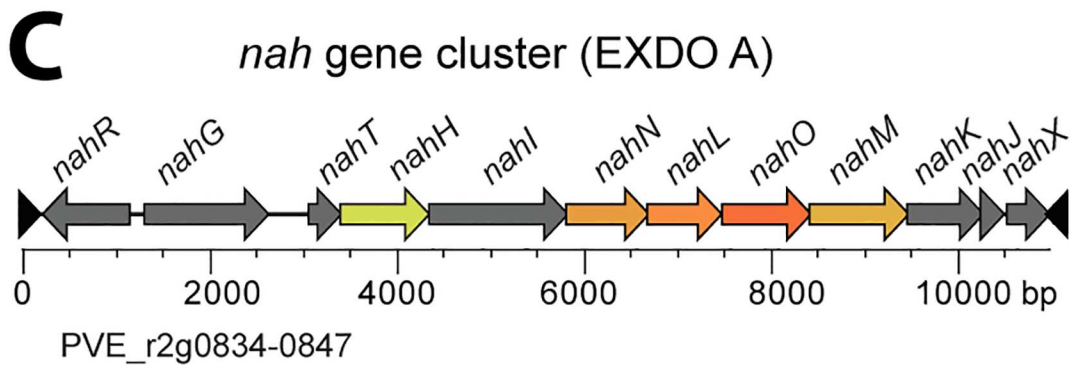 C
nah gene cluster (EXDO A)
nahR nahG nahT nahH nahI nahN nahL nahO nahM nahK nahJ nahX
0 2000 4000 6000 8000 10000 bp
PVE_r2g0834-0847